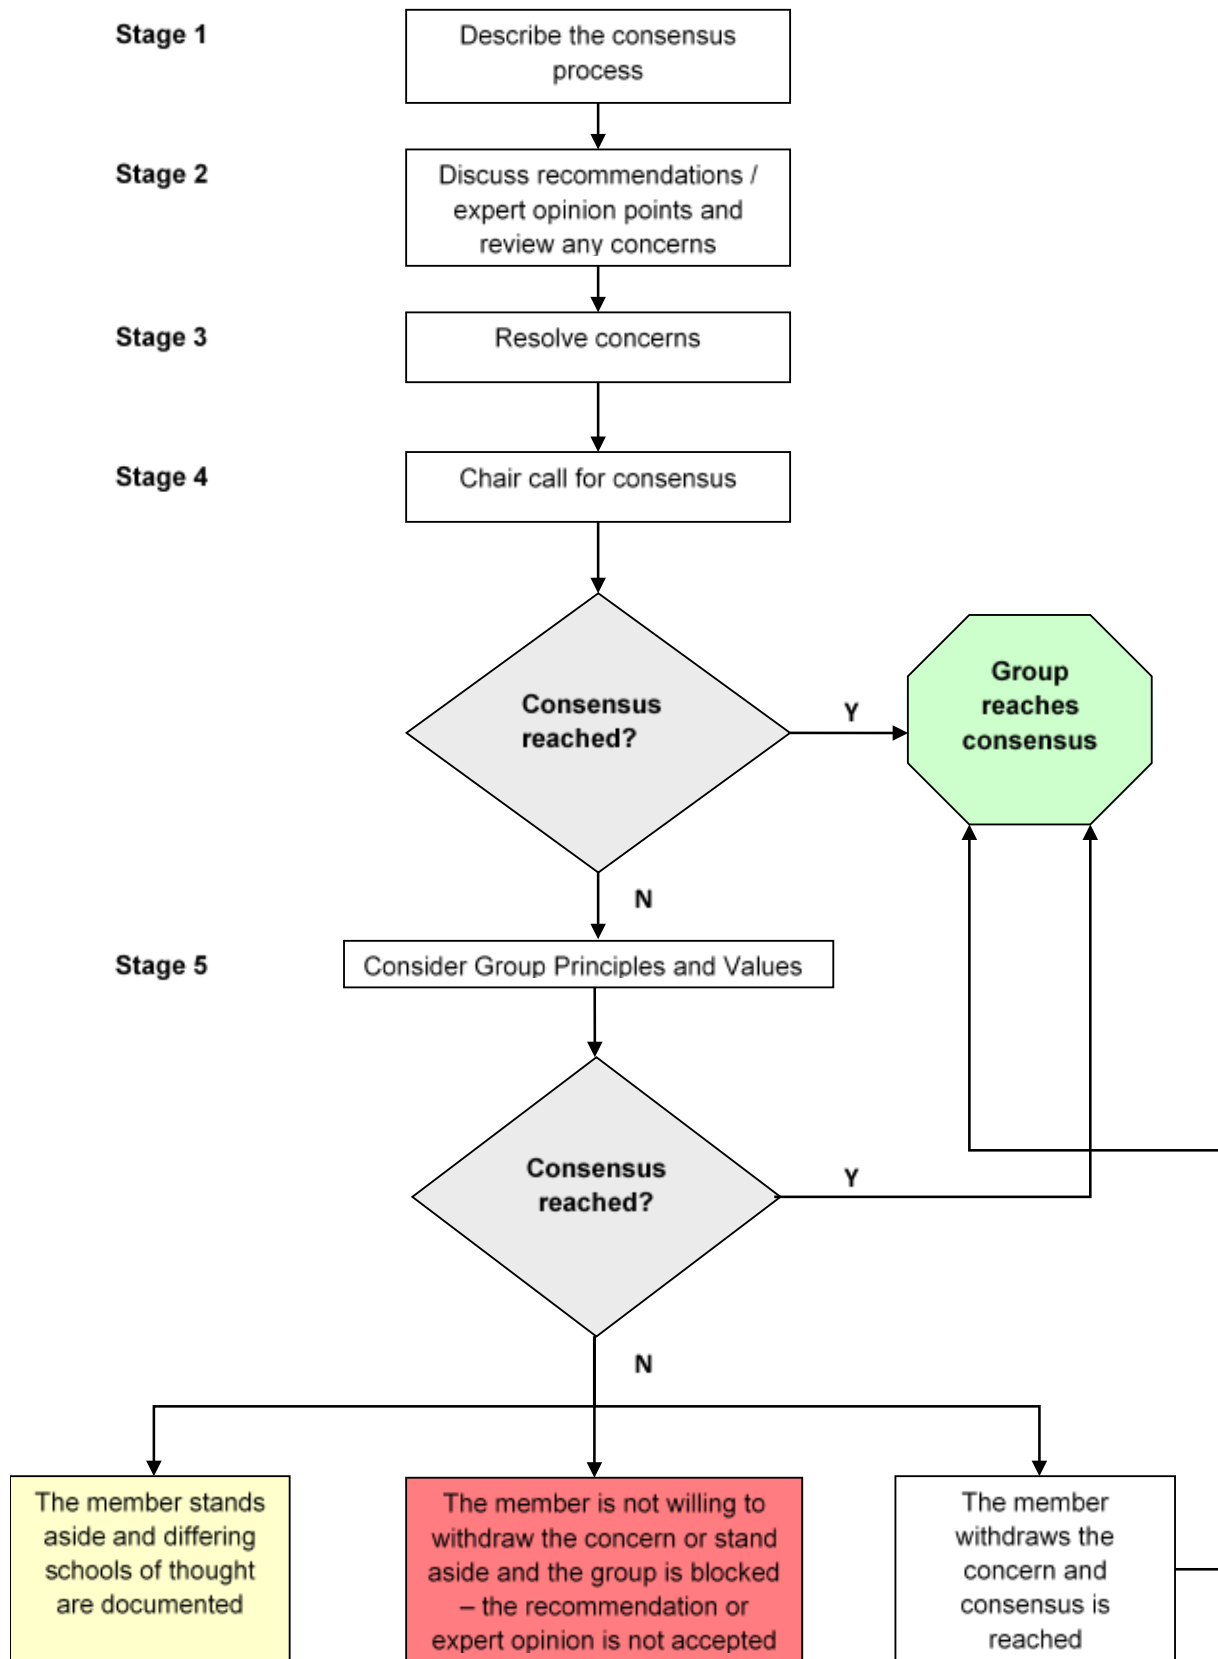 Stage 1
Describe the consensus
process
Stage 2
Discuss recommendations /
expert opinion points and
review any concerns
Stage 3
Resolve concerns
Stage 4
Chair call for consensus
Consensus
reached?
Y
Group
reaches
consensus
N
Stage 5
Consider Group Principles and Values
Consensus
reached?
Y
N
The member stands
aside and differing
schools of thought
are documented
The member is not willing to
withdraw the concern or stand
aside and the group is blocked
– the recommendation or
expert opinion is not accepted
The member
withdraws the
concern and
consensus is
reached